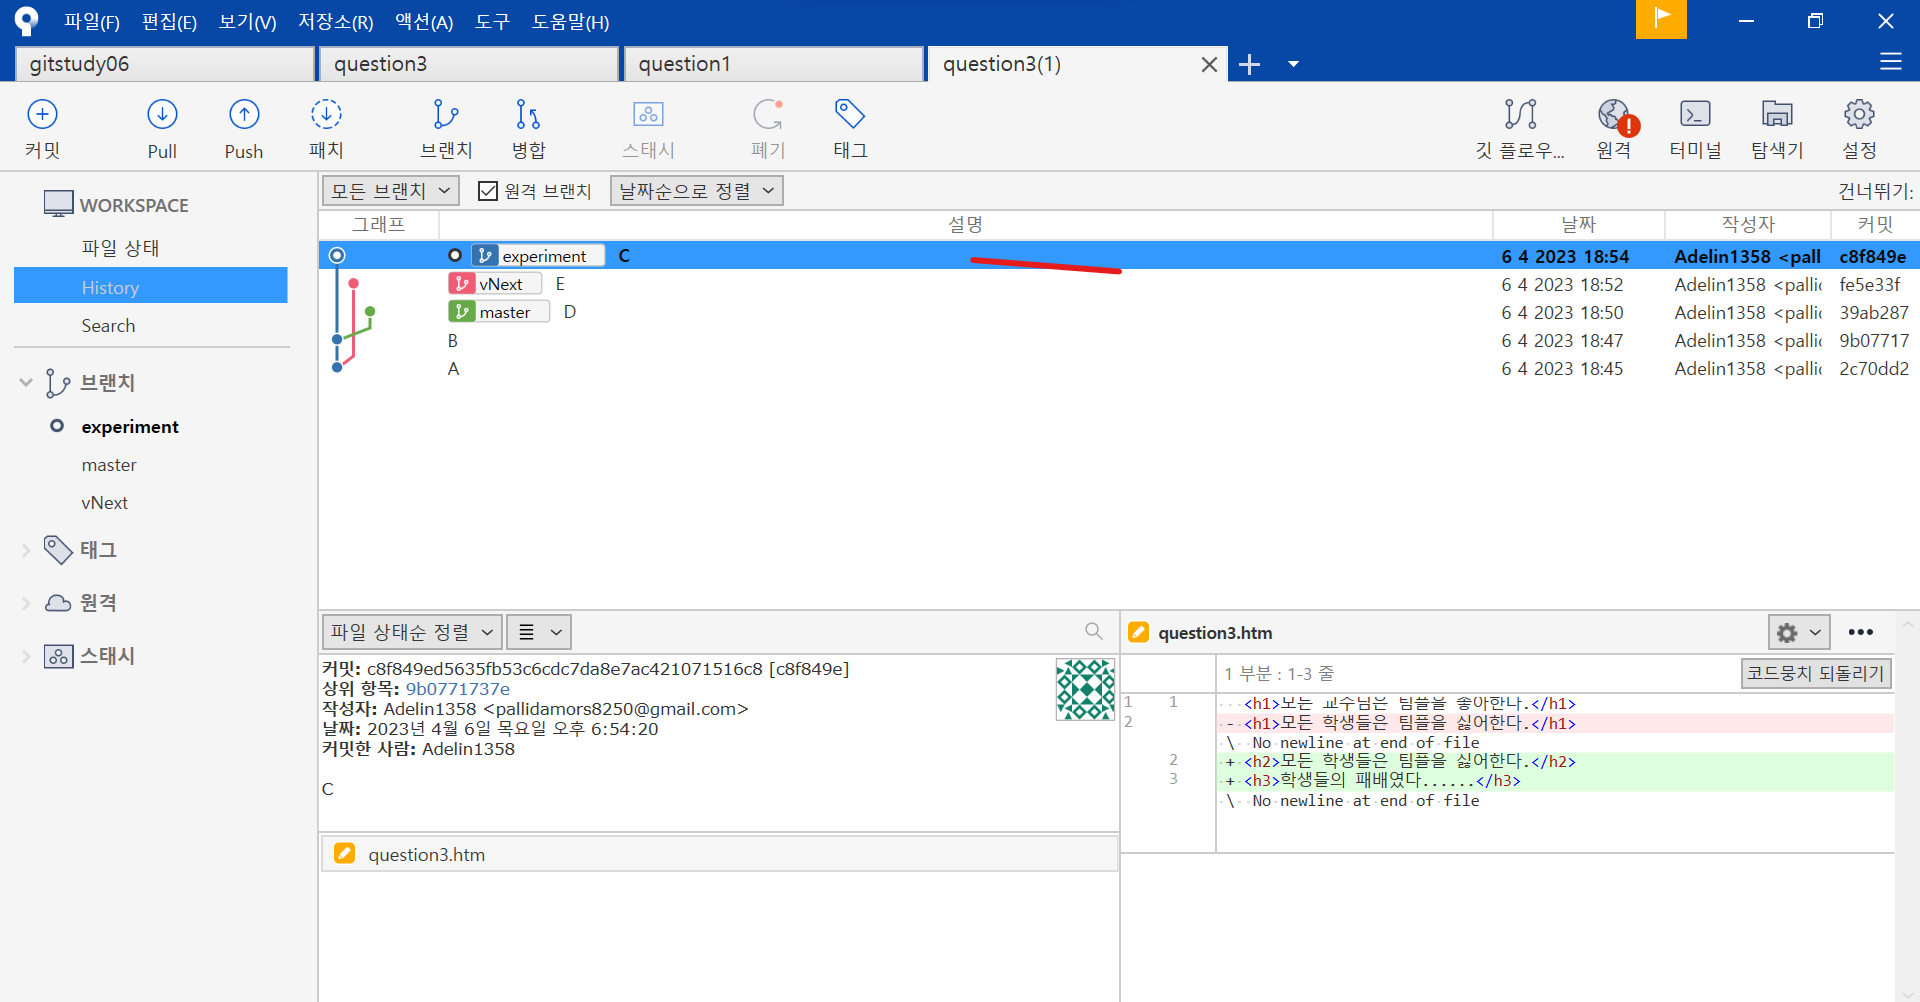 파일(F) 편집(E) 보기(V) 저장소(R) 액션(A) 도구 도움말(H)
gitstudy06 question3 question1 question3(1)
커밋 Pull Push 패치 브랜치 병합 스태시 폐기 태그 깃 플로우... 원격 터미널 탐색기 설정
WORKSPACE
파일 상태
History
Search
브랜치
experiment
master
vNext
태그
원격
스태시
모든 브랜치 원격 브랜치 날짜순으로 정렬 건너뛰기:
그래프 설명 날짜 작성자 커밋
experiment C 6 4 2023 18:54 Adelin1358 <pall c8f849e
vNext E 6 4 2023 18:52 Adelin1358 <pallic fe5e33f
master D 6 4 2023 18:50 Adelin1358 <pallic 39ab287
B 6 4 2023 18:47 Adelin1358 <pallic 9b07717
A 6 4 2023 18:45 Adelin1358 <pallic 2c70dd2
파일 상태순 정렬
커밋: c8f849ed5635fb53c6cdc7da8e7ac421071516c8 [c8f849e]
상위 항목: 9b0771737e
작성자: Adelin1358 <pallidamors8250@gmail.com>
날짜: 2023년 4월 6일 목요일 오후 6:54:20
커밋한 사람: Adelin1358
C
question3.htm
question3.htm
1 부분 : 1-3 줄 코드뭉치 되돌리기
1 1 <h1>모든 교수님은 팀플을 좋아한다.</h1>
2 - <h1>모든 학생들은 팀플을 싫어한다.</h1>
\ No newline at end of file
2 + <h2>모든 학생들은 팀플을 싫어한다.</h2>
3 + <h3>학생들의 패배였다......</h3>
\ No newline at end of file